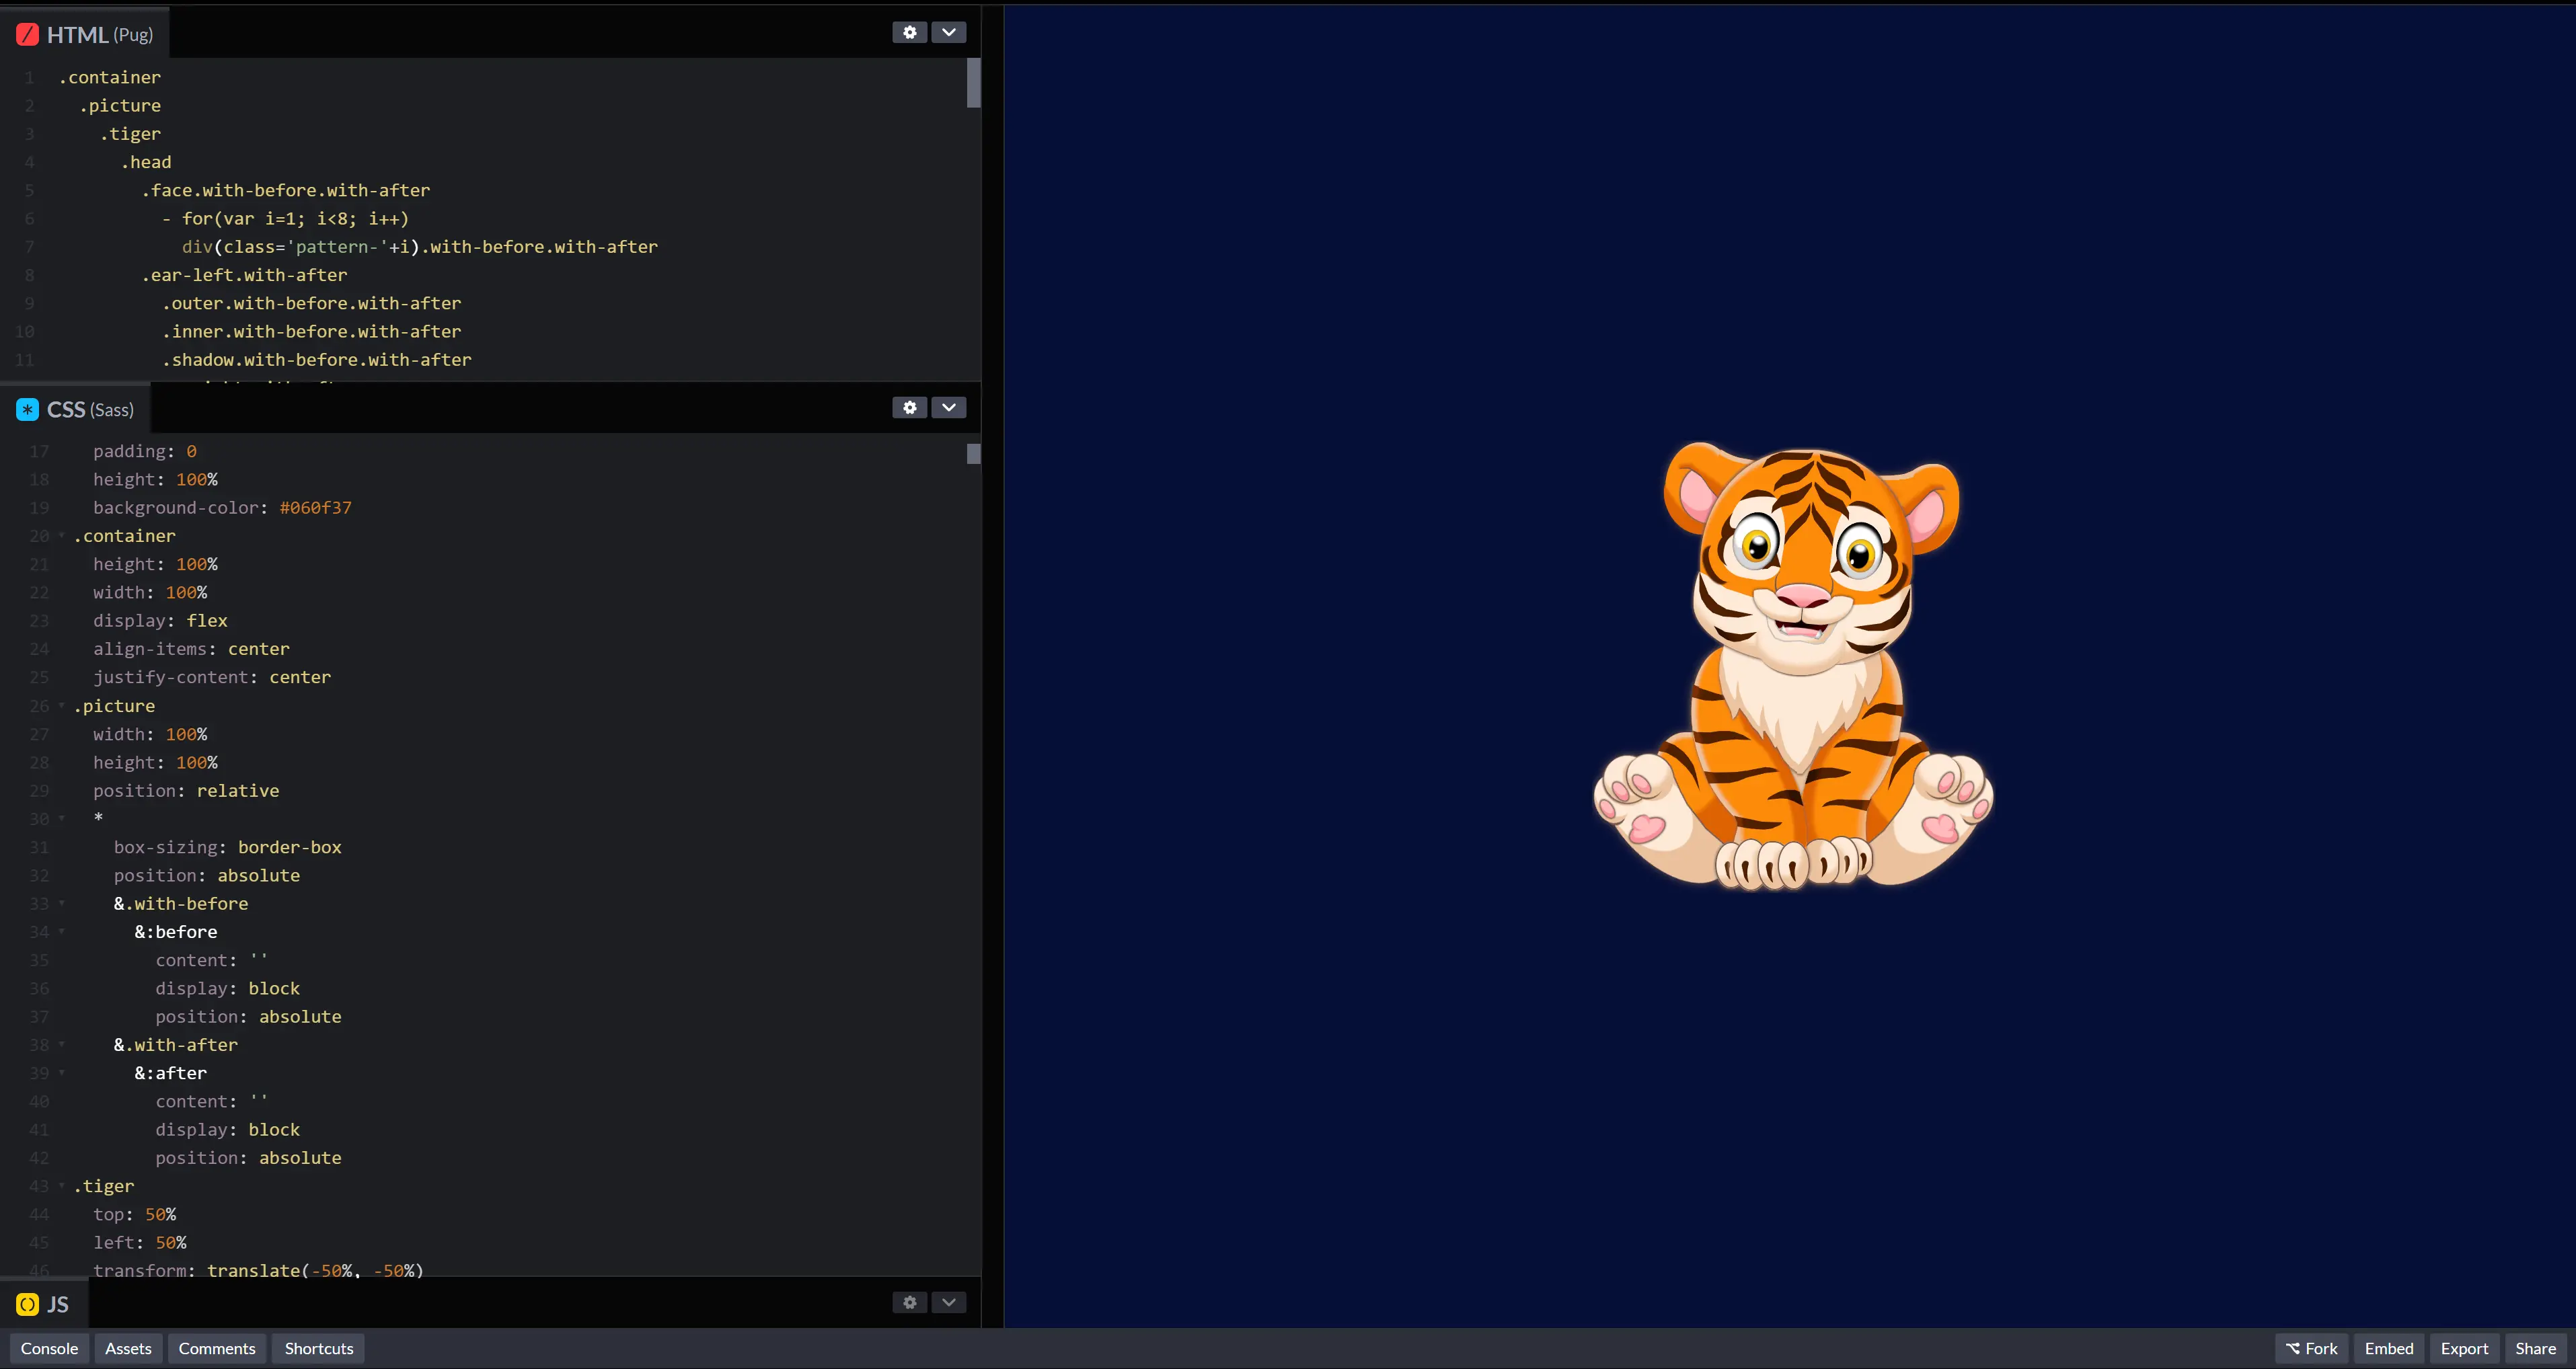 HTML (Pug)
1 .container
2 .picture
3 .tiger
4 .head
5 .face.with-before.with-after
6 - for(var i=1; i<8; i++)
7 div(class='pattern-'+i).with-before.with-after
8 .ear-left.with-after
9 .outer.with-before.with-after
10 .inner.with-before.with-after
11 .shadow.with-before.with-after
CSS (Sass)
17 padding: 0
18 height: 100%
19 background-color: #060f37
20 .container
21 height: 100%
22 width: 100%
23 display: flex
24 align-items: center
25 justify-content: center
26 .picture
27 width: 100%
28 height: 100%
29 position: relative
30 *
31 box-sizing: border-box
32 position: absolute
33 &.with-before
34 &:before
35 content: ''
36 display: block
37 position: absolute
38 &.with-after
39 &:after
40 content: ''
41 display: block
42 position: absolute
43 .tiger
44 top: 50%
45 left: 50%
46 transform: translate(-50%, -50%)
JS
Console Assets Comments Shortcuts Fork Embed Export Share